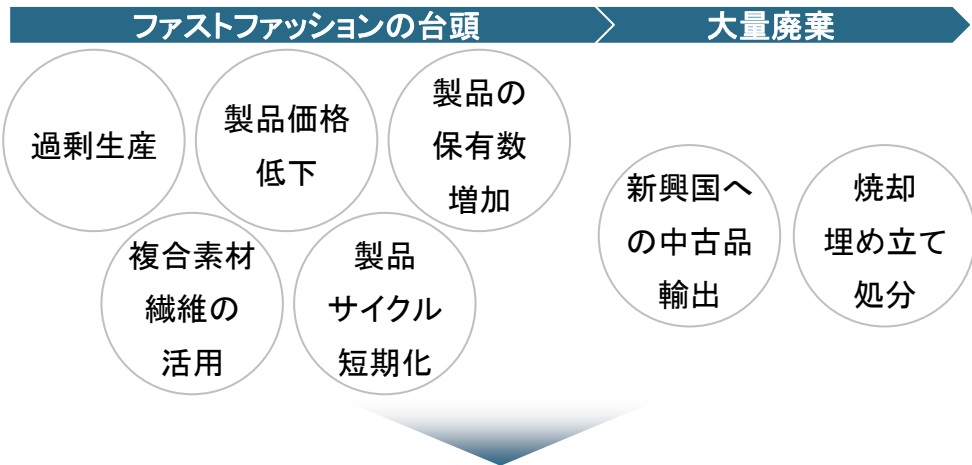 ファストファッションの台頭
大量廃棄
過剰生産
製品価格
低下
製品の
保有数
増加
複合素材
繊維の
活用
製品
サイクル
短期化
新興国へ
の中古品
輸出
焼却
埋め立て
処分